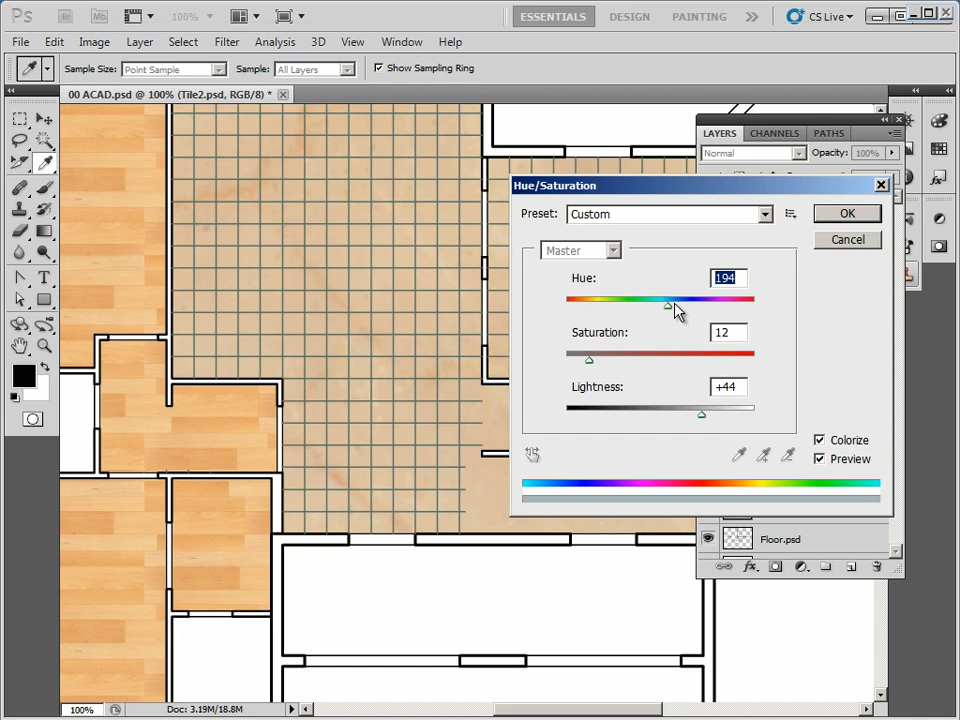 Ps Br Mb 100% ESSENTIALS DESIGN PAINTING CS Live
File Edit Image Layer Select Filter Analysis 3D View Window Help
Sample Size: Point Sample Sample: All Layers Show Sampling Ring
00 ACAD.psd @ 100% (Tile2.psd, RGB/8) *
LAYERS CHANNELS PATHS
Normal Opacity: 100%
Hue/Saturation
Preset: Custom OK
Cancel
Master
Hue: 194
Saturation: 12
Lightness: +44
Colorize
Preview
Floor.psd
fx
100% Doc: 3.19M/18.8M